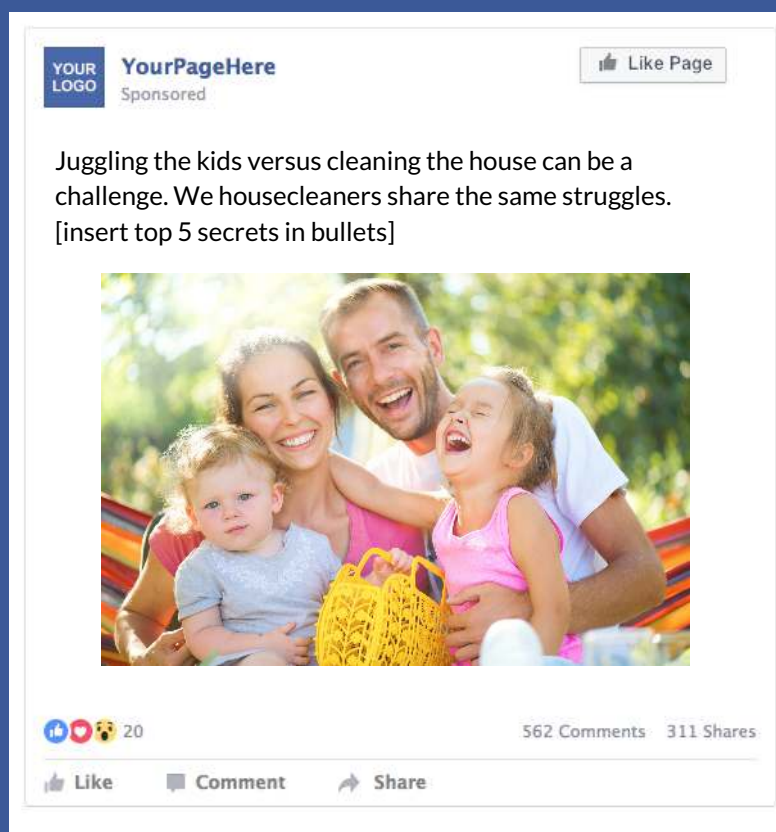 YOUR
LOGO
YourPageHere
Sponsored
Like Page
Juggling the kids versus cleaning the house can be a
challenge. We housecleaners share the same struggles.
[insert top 5 secrets in bullets]
20
562 Comments 311 Shares
Like Comment Share